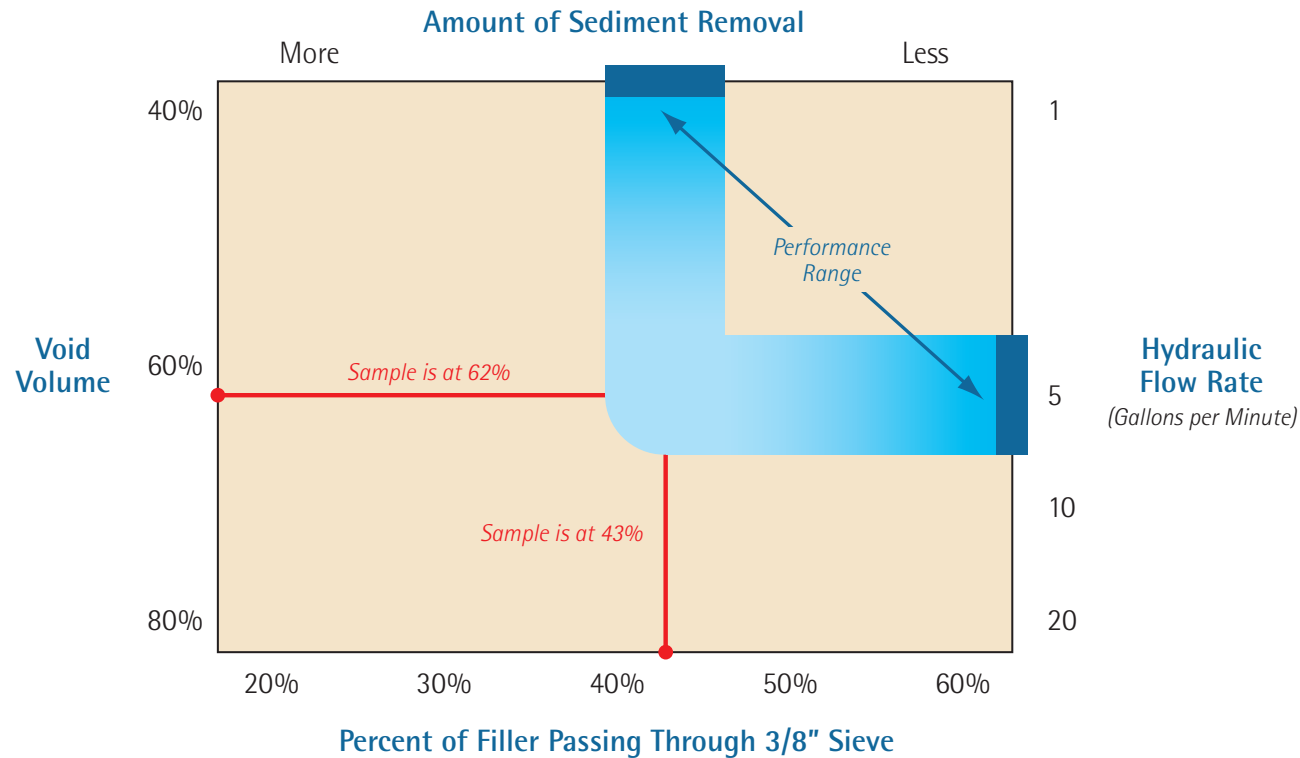 Amount of Sediment Removal
More
Less
40%
1
Performance
Range
Void
Volume
60%
Sample is at 62%
5
Hydraulic
Flow Rate
(Gallons per Minute)
10
Sample is at 43%
80%
20
20%
30%
40%
50%
60%
Percent of Filler Passing Through 3/8" Sieve